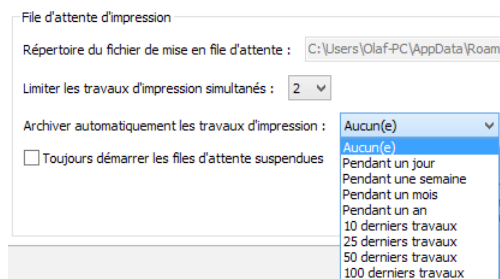 File d'attente d'impression
Répertoire du fichier de mise en file d'attente : C:\Users\Olaf-PC\AppData\Roam
Limiter les travaux d'impression simultanés : 2
Archiver automatiquement les travaux d'impression : Aucun(e)
Aucun(e)
Toujours démarrer les files d'attente suspendues
Pendant un jour
Pendant une semaine
Pendant un mois
Pendant un an
10 derniers travaux
25 derniers travaux
50 derniers travaux
100 derniers travaux